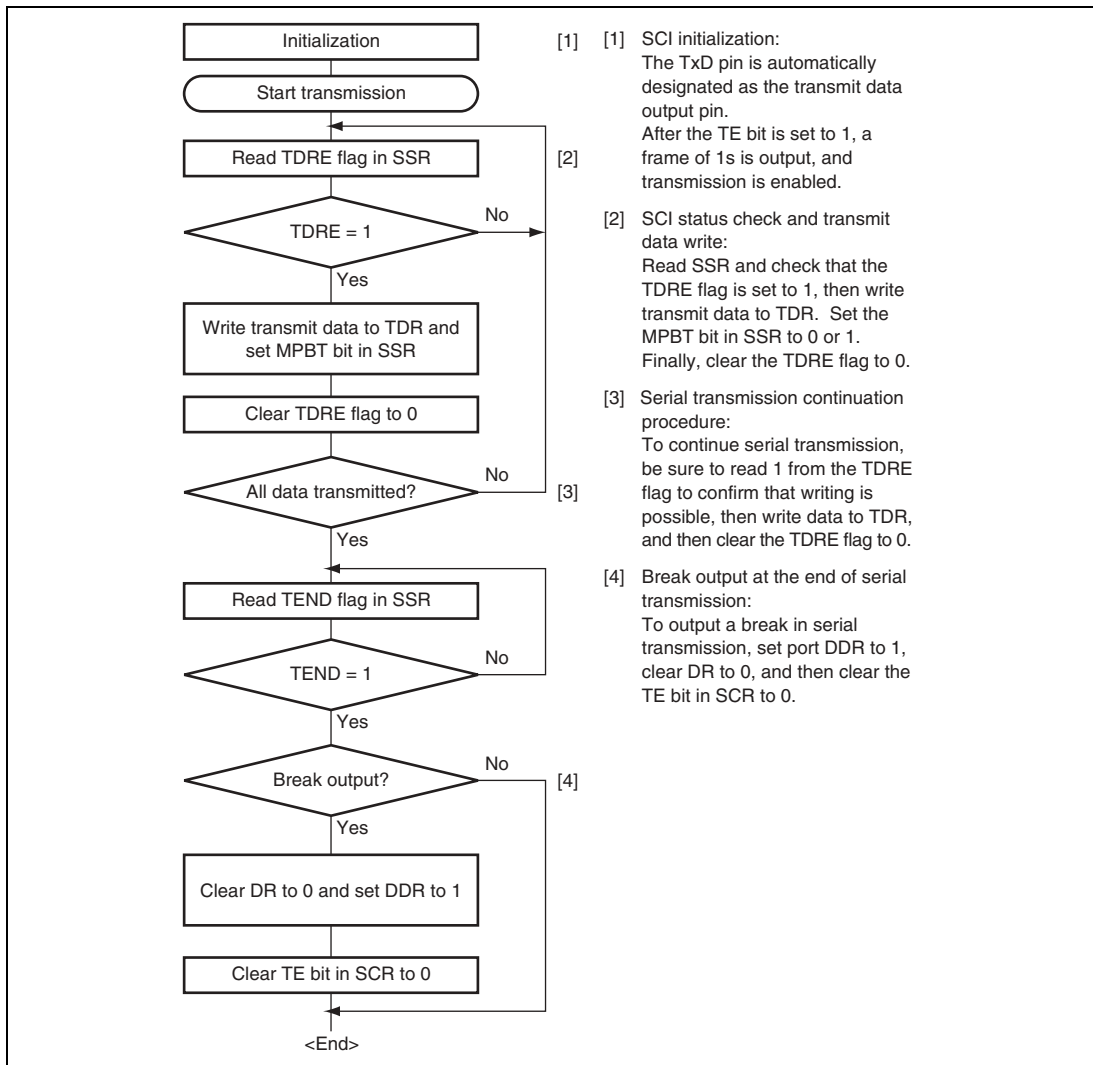 Initialization
[1]
Start transmission
Read TDRE flag in SSR
[2]
TDRE = 1
No
Yes
Write transmit data to TDR and
set MPBT bit in SSR
Clear TDRE flag to 0
All data transmitted?
No
[3]
Yes
Read TEND flag in SSR
TEND = 1
No
Yes
Break output?
No
[4]
Yes
Clear DR to 0 and set DDR to 1
Clear TE bit in SCR to 0
<End>
[1] SCI initialization:
The TxD pin is automatically
designated as the transmit data
output pin.
After the TE bit is set to 1, a
frame of 1s is output, and
transmission is enabled.
[2] SCI status check and transmit
data write:
Read SSR and check that the
TDRE flag is set to 1, then write
transmit data to TDR. Set the
MPBT bit in SSR to 0 or 1.
Finally, clear the TDRE flag to 0.
[3] Serial transmission continuation
procedure:
To continue serial transmission,
be sure to read 1 from the TDRE
flag to confirm that writing is
possible, then write data to TDR,
and then clear the TDRE flag to 0.
[4] Break output at the end of serial
transmission:
To output a break in serial
transmission, set port DDR to 1,
clear DR to 0, and then clear the
TE bit in SCR to 0.